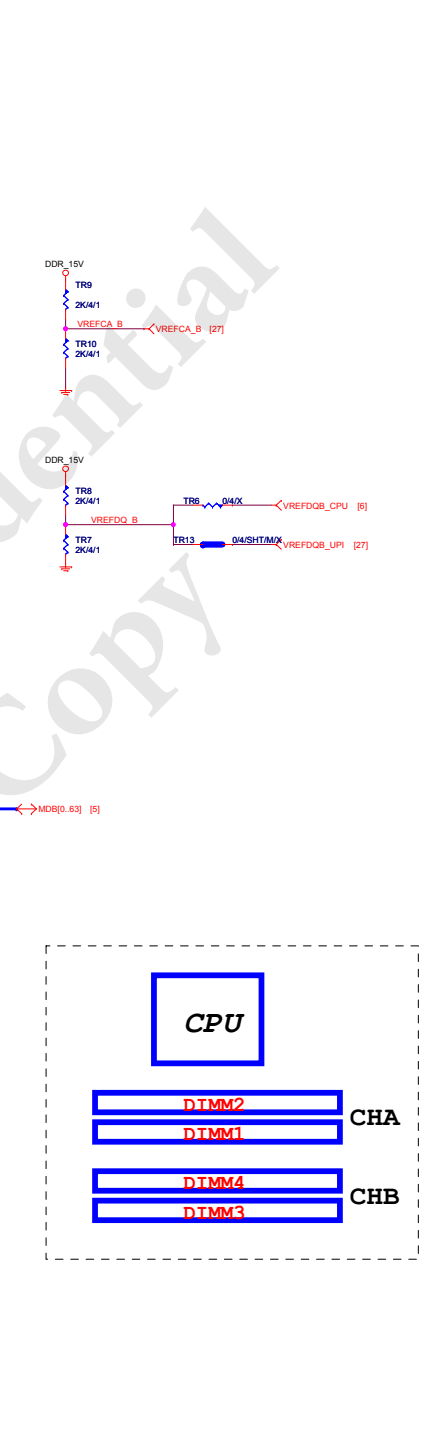 DDR_15V
TR9
2K/4/1
VREFCA_B
VREFCA_B [27]
TR10
2K/4/1
DDR_15V
TR8
2K/4/1
TR6 0/4/X
VREFDQB_CPU [6]
VREFDQ_B
TR7
2K/4/1
TR13 0/4/SHT/M/X
VREFDQB_UPI [27]
MDB[0..63] [5]
CPU
DIMM2
CHA
DIMM1
DIMM4
CHB
DIMM3
dential
Copy